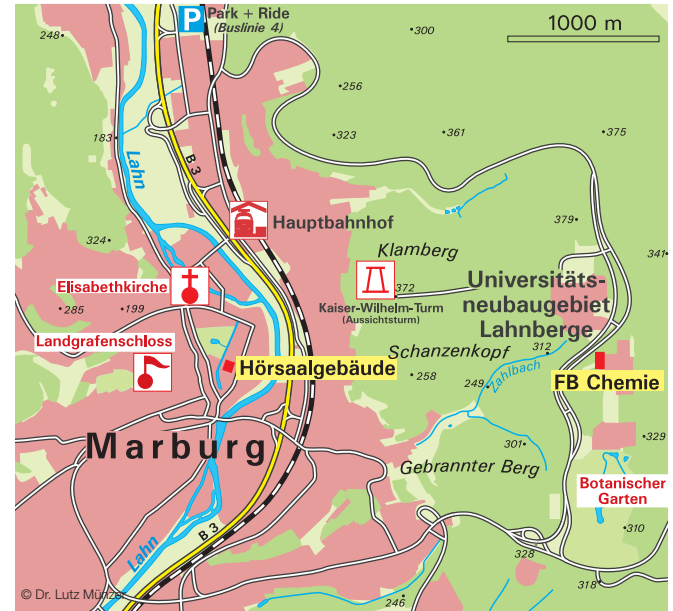 P Park + Ride
(Buslinie 4)
1000 m
248
300
256
183
323
361
375
Lahn
B 3
379
Hauptbahnhof
324
Klamberg
341
Elisabethkirche
372
Universitäts-
neubaugebiet
Lahnberge
285
199
Kaiser-Wilhelm-Turm
(Aussichtsturm)
Landgrafenschloss
Schanzenkopf
312
Hörsaalgebäude
258
249
Zahlbach
FB Chemie
Marburg
301
329
Gebrannter Berg
Botanischer
Garten
B 3
310
Lahn
328
318
246
© Dr. Lutz Münzer